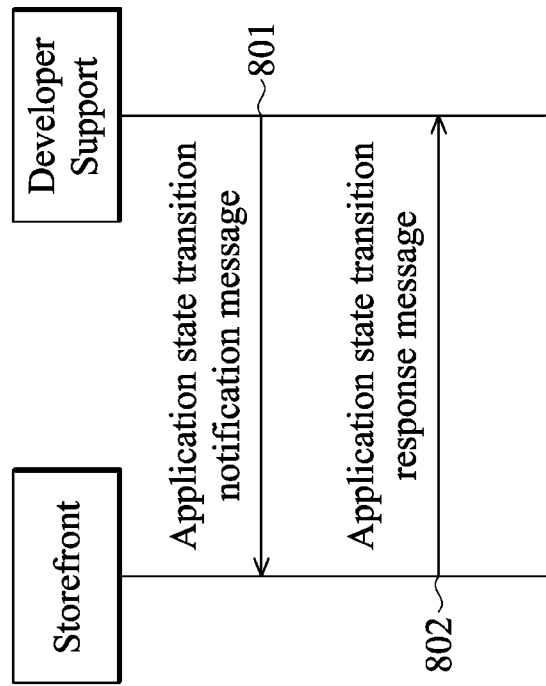 Storefront
Developer
Support
Application state transition
notification message
801
Application state transition
response message
802